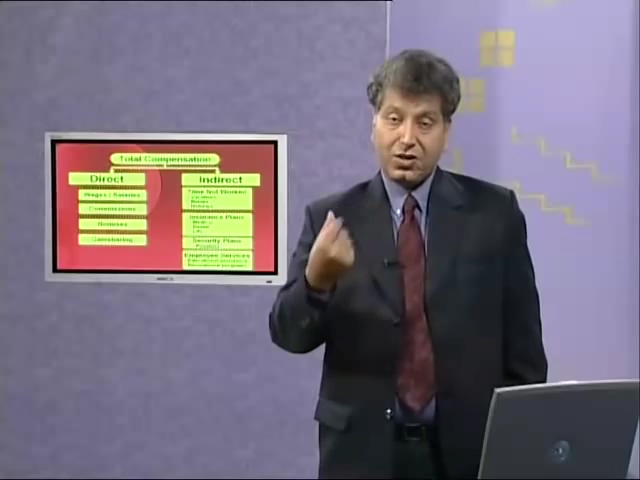 Total Compensation
Direct
Wages / Salaries
Commissions
Bonuses
Gainsharing
Indirect
Time Not Worked
Insurance Plans
Security Plans
Employee Services